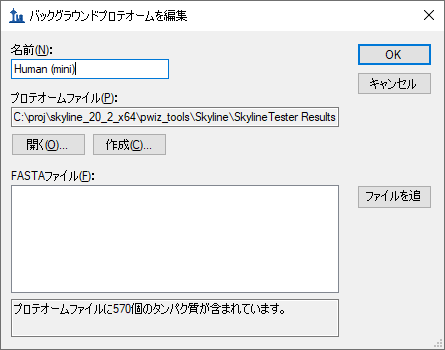 バックグラウンドプロテオームを編集
名前(N):
Human (mini)
OK
キャンセル
プロテオームファイル(P):
C:\proj\skyline_20_2_x64\pwiz_tools\Skyline\SkylineTester Results
開く(O)...
作成(C)...
FASTAファイル(F):
ファイルを追
プロテオームファイルに570個のタンパク質が含まれています。